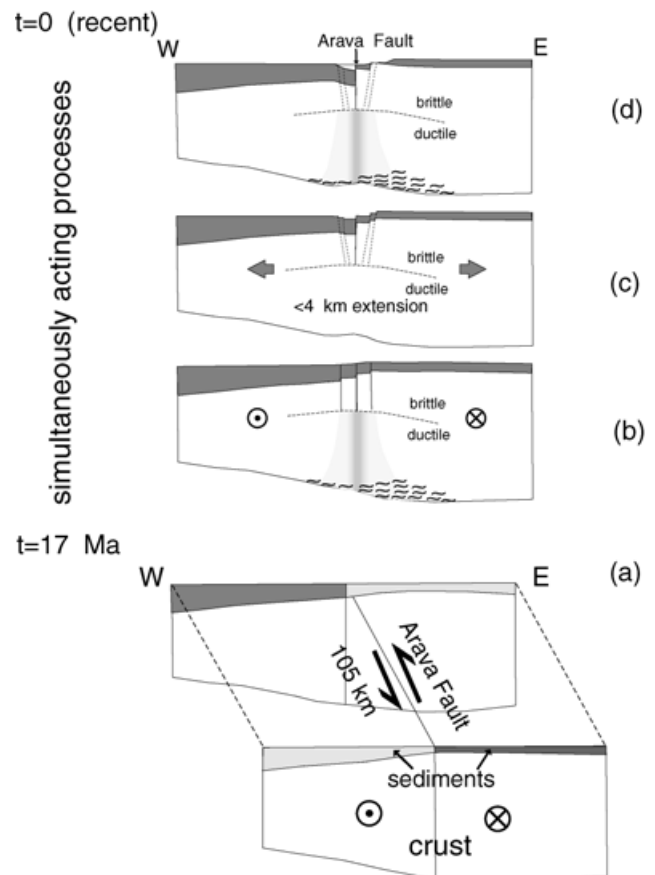 t=0 (recent)
W
Arava Fault
E
simultaneously acting processes
brittle
ductile
(d)
brittle
ductile
<4 km extension
(c)
brittle
ductile
(b)
t=17 Ma
W
E
(a)
Arava Fault
105 km
sediments
crust